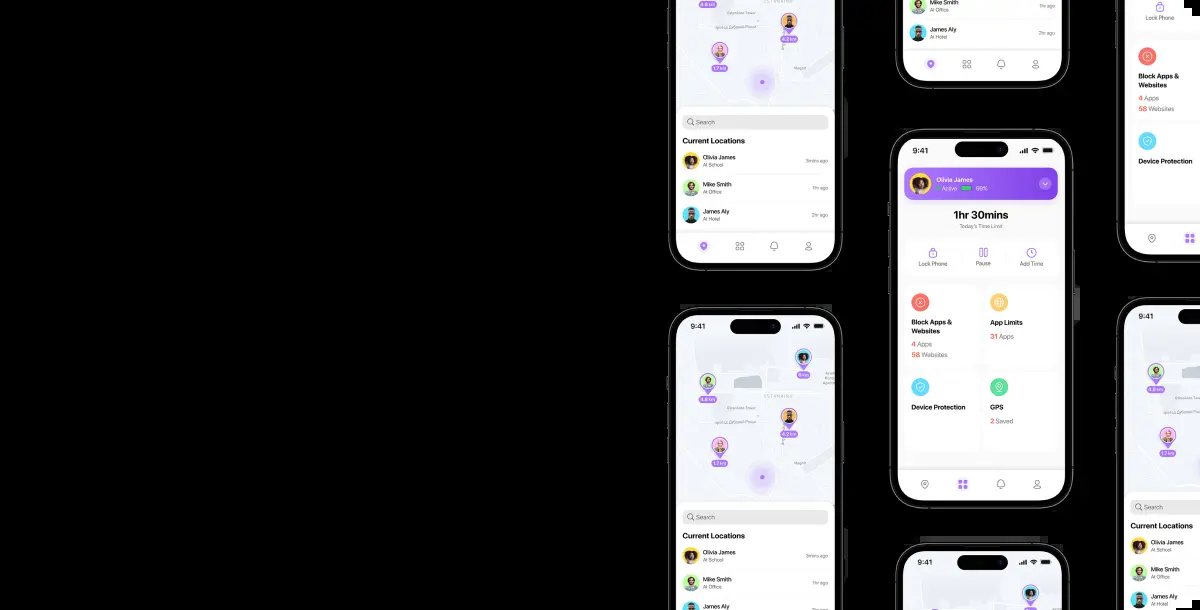 4.8 km
ISTANKINO
4.2 km
1.7 km
Magnit
Search
Current Locations
Olivia James
At School
5mins ago
Mike Smith
At Office
1hr ago
James Aly
At Hotel
2hr ago
9:41
6 km
4.8 km
4.2 km
1.7 km
Magnit
Search
Current Locations
Olivia James
At School
5mins ago
Mike Smith
At Office
1hr ago
James Aly
Mike Smith
At Office
1hr ago
James Aly
At Hotel
2hr ago
9:41
Olivia James
Active
99%
1hr 30mins
Today's Time Limit
Lock Phone
Pause
Add Time
Block Apps &
Websites
4 Apps
58 Websites
App Limits
31 Apps
Device Protection
GPS
2 Saved
9:41
Lock Phone
Block Apps &
Websites
4 Apps
58 Websites
Device Protection
9:41
4.8 km
1.7 km
Search
Current Locations
Olivia James
At School
Mike Smith
At Office
James Aly
At Hotel